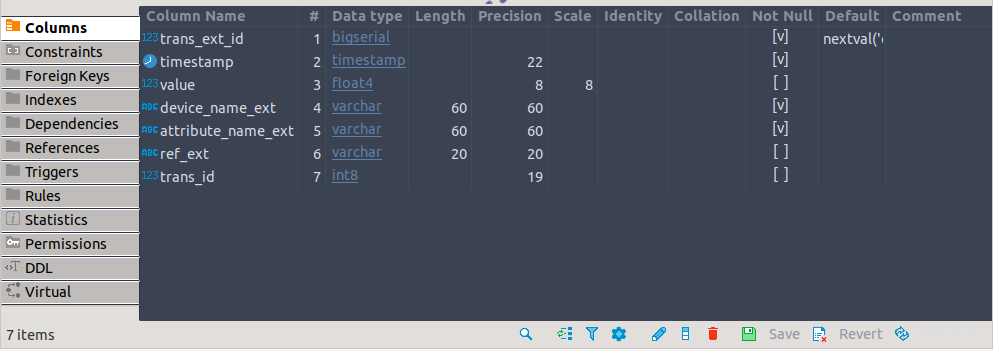 Column Name # Data type Length Precision Scale Identity Collation Not Null Default Comment
123 trans_ext_id 1 bigserial [v] nextval('
timestamp 2 timestamp 22 [v]
123 value 3 float4 8 8 [ ]
ABC device_name_ext 4 varchar 60 60 [v]
ABC attribute_name_ext 5 varchar 60 60 [v]
ABC ref_ext 6 varchar 20 20 [ ]
123 trans_id 7 int8 19 [ ]
Columns
Constraints
Foreign Keys
Indexes
Dependencies
References
Triggers
Rules
Statistics
Permissions
DDL
Virtual
7 items Save Revert